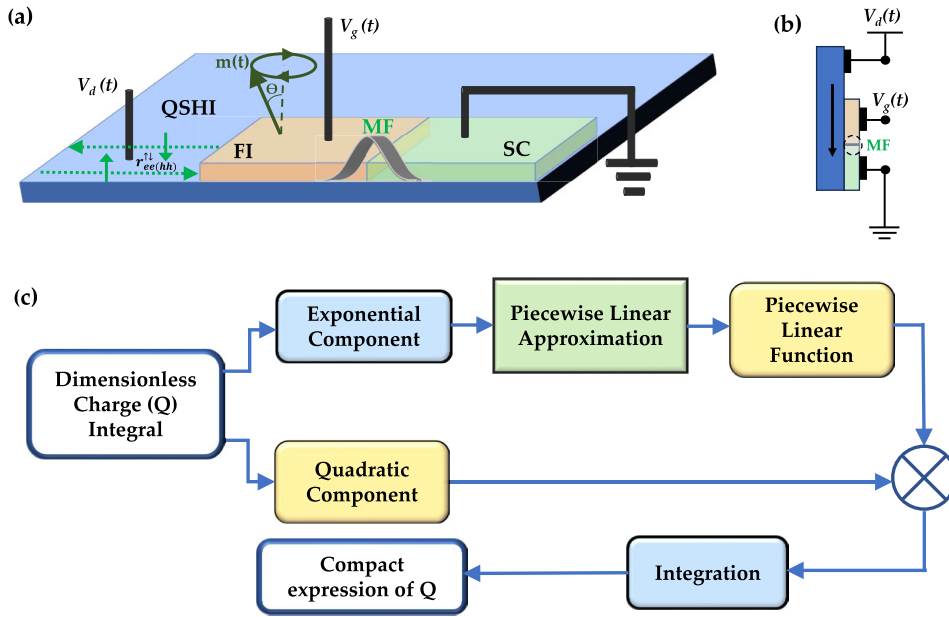 (a)
V_g(t)
m(t)
Θ
V_d(t)
QSHI
MF
FI
SC
r^{↑↓}_{ee(hh)}
(b)
V_d(t)
V_g(t)
MF
(c)
Exponential
Component
Piecewise Linear
Approximation
Piecewise
Linear
Function
Dimensionless
Charge (Q)
Integral
Quadratic
Component
Compact
expression of Q
Integration